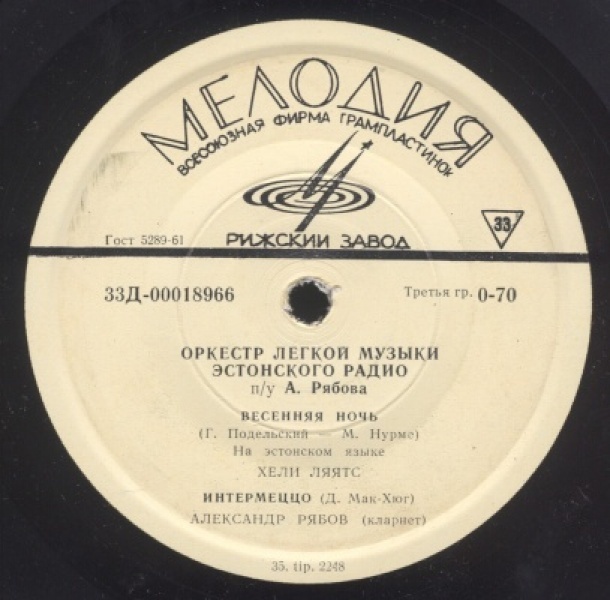 МЕЛОДИЯ
ВСЕСОЮЗНАЯ ФИРМА ГРАМПЛАСТИНОК
Гост 5289-61
РИЖСКИЙ ЗАВОД
33
33Д-00018966
Третья гр. 0-70
ОРКЕСТР ЛЕГКОЙ МУЗЫКИ
ЭСТОНСКОГО РАДИО
п/у А. Рябова
ВЕСЕННЯЯ НОЧЬ
(Г. Подельский — М. Нурме)
На эстонском языке
ХЕЛИ ЛЯЯТС
ИНТЕРМЕЦЦО (Д. Мак-Хюг)
АЛЕКСАНДР РЯБОВ (кларнет)
35. tip. 2248